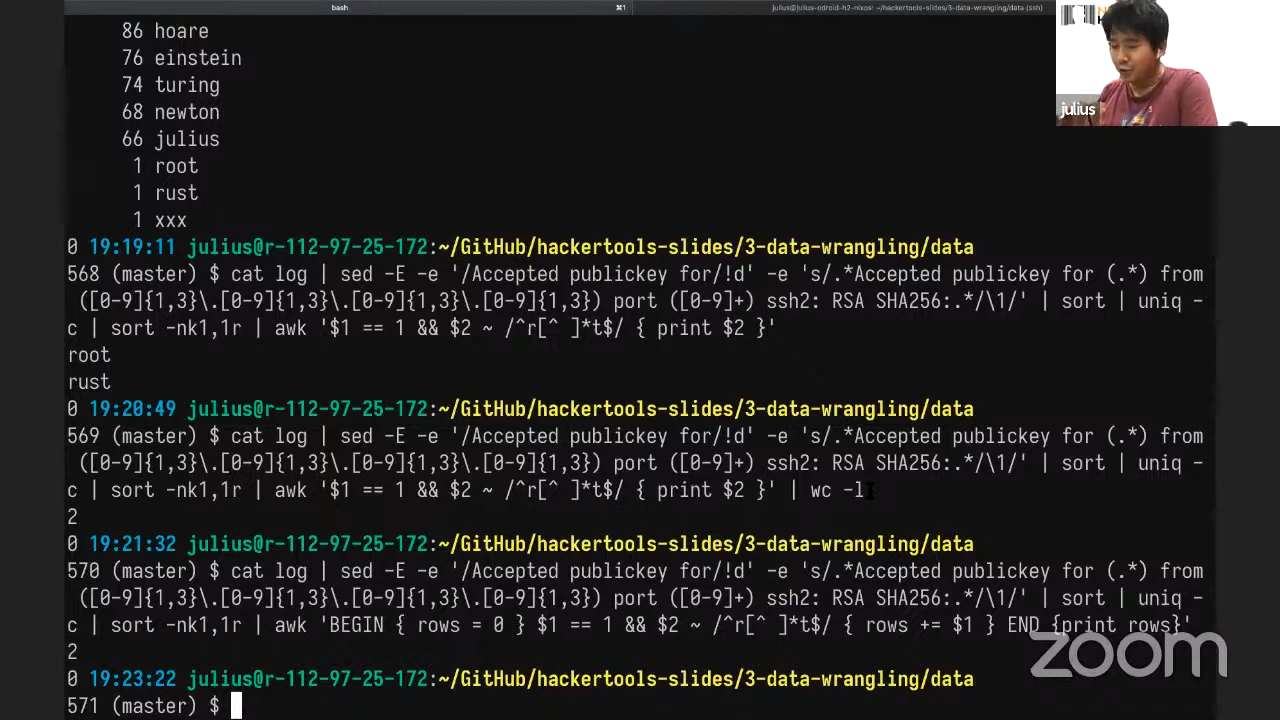 bash
⌘1
julius@julius-odroid-h2-nixos: ~/hackertools-slides/3-data-wrangling/data (ssh)
86 hoare
76 einstein
74 turing
68 newton
66 julius
1 root
1 rust
1 xxx
julius
0 19:19:11 julius@r-112-97-25-172:~/GitHub/hackertools-slides/3-data-wrangling/data
568 (master) $ cat log | sed -E -e '/Accepted publickey for/!d' -e 's/.*Accepted publickey for (.*) from
([0-9]{1,3}\.[0-9]{1,3}\.[0-9]{1,3}\.[0-9]{1,3}) port ([0-9]+) ssh2: RSA SHA256:.*/\1/' | sort | uniq -
c | sort -nk1,1r | awk '$1 == 1 && $2 ~ /^r[^ ]*t$/ { print $2 }'
root
rust
0 19:20:49 julius@r-112-97-25-172:~/GitHub/hackertools-slides/3-data-wrangling/data
569 (master) $ cat log | sed -E -e '/Accepted publickey for/!d' -e 's/.*Accepted publickey for (.*) from
([0-9]{1,3}\.[0-9]{1,3}\.[0-9]{1,3}\.[0-9]{1,3}) port ([0-9]+) ssh2: RSA SHA256:.*/\1/' | sort | uniq -
c | sort -nk1,1r | awk '$1 == 1 && $2 ~ /^r[^ ]*t$/ { print $2 }' | wc -l
2
0 19:21:32 julius@r-112-97-25-172:~/GitHub/hackertools-slides/3-data-wrangling/data
570 (master) $ cat log | sed -E -e '/Accepted publickey for/!d' -e 's/.*Accepted publickey for (.*) from
([0-9]{1,3}\.[0-9]{1,3}\.[0-9]{1,3}\.[0-9]{1,3}) port ([0-9]+) ssh2: RSA SHA256:.*/\1/' | sort | uniq -
c | sort -nk1,1r | awk 'BEGIN { rows = 0 } $1 == 1 && $2 ~ /^r[^ ]*t$/ { rows += $1 } END {print rows}'
2
zoom
0 19:23:22 julius@r-112-97-25-172:~/GitHub/hackertools-slides/3-data-wrangling/data
571 (master) $